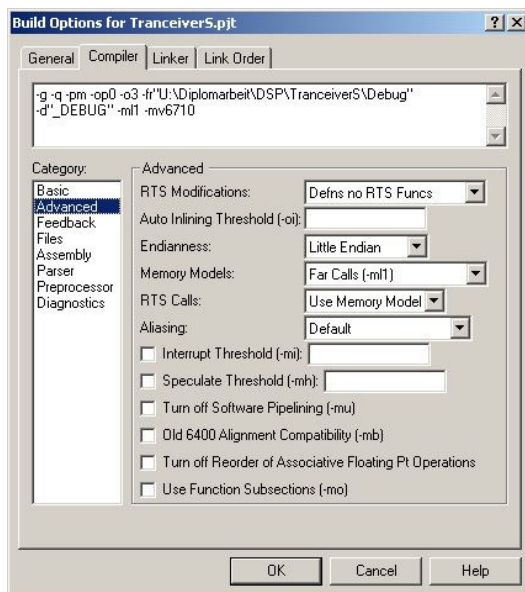 Build Options for TranceiverS.pjt
General Compiler Linker Link Order
-g -q -pm -op0 -o3 -fr"U:\Diplomarbeit\DSP\TranceiverS\Debug"
-d"_DEBUG" -ml1 -mv6710
Category:
Basic
Advanced
Feedback
Files
Assembly
Parser
Preprocessor
Diagnostics
Advanced
RTS Modifications: Defns no RTS Funcs
Auto Inlining Threshold (-oi):
Endianness: Little Endian
Memory Models: Far Calls (-ml1)
RTS Calls: Use Memory Model
Aliasing: Default
Interrupt Threshold (-mi):
Speculate Threshold (-mh):
Turn off Software Pipelining (-mu)
Old 6400 Alignment Compatibility (-mb)
Turn off Reorder of Associative Floating Pt Operations
Use Function Subsections (-mo)
OK Cancel Help